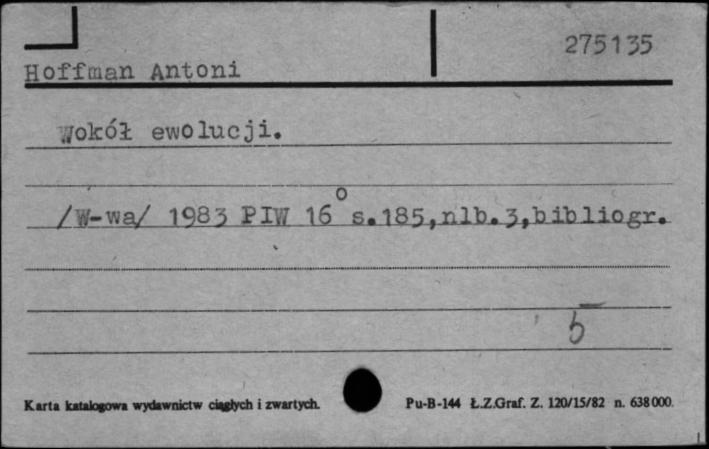 275135
Hoffman Antoni
Wokół ewolucji.
/W-wa/ 1983 PIW 16° s.185,nlb.3,bibliogr.
5
Karta katalogowa wydawnictw ciągłych i zwartych. Pu-B-144 Ł.Z.Graf. Z. 120/15/82 n. 638000.